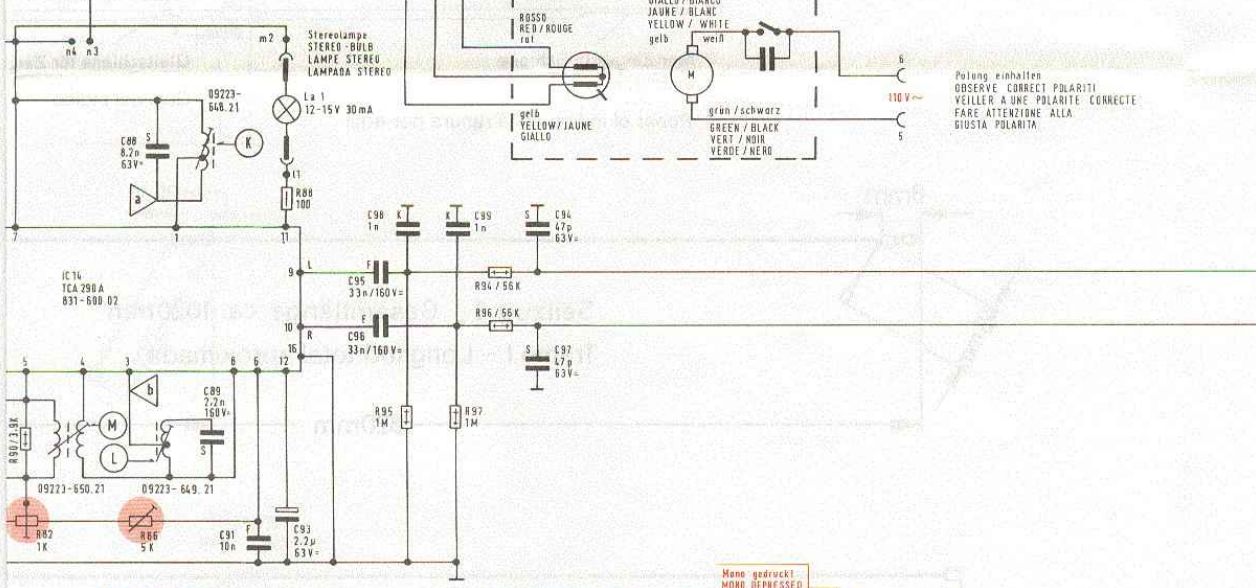 n4 n3
m2
Stereolampe
STEREO-BULB
LAMPE STEREO
LAMPADA STEREO
ROSSO
RED/ROUGE
rot
GIALLO/BIANCO
JAUNE / BLANC
YELLOW / WHITE
gelb weiß
M
6
110V~
5
Polung einhalten
OBSERVE CORRECT POLARITI
VEILLER A UNE POLARITE CORRECTE
FARE ATTENZIONE ALLA
GIUSTA POLARITA
gelb
YELLOW/JAUNE
GIALLO
grün / schwarz
GREEN / BLACK
VERT / NOIR
VERDE / NERO
09223-
648.21
La 1
12-15V 30mA
C88
8,2n
63V=
S
K
a
l1
R88
100
1
11
IC 14
TCA 290A
831-600.02
9 L
10 R
16
C98
1n
K
C99
1n
K
C94
47p
63V=
S
F
C95
33n/160V=
R94/56K
F
C96
33n/160V=
R96/56K
S
C97
47p
63V=
5 4 3 8 6 12
b
C89
2,2n
160V=
S
R90/3,9K
M
L
R95
1M
R97
1M
09223-650.21
09223-649.21
R82
1K
R86
5K
C91
10n
F
C93
2.2µ
63V=
Mono gedruckt
MONO DEPRESSED